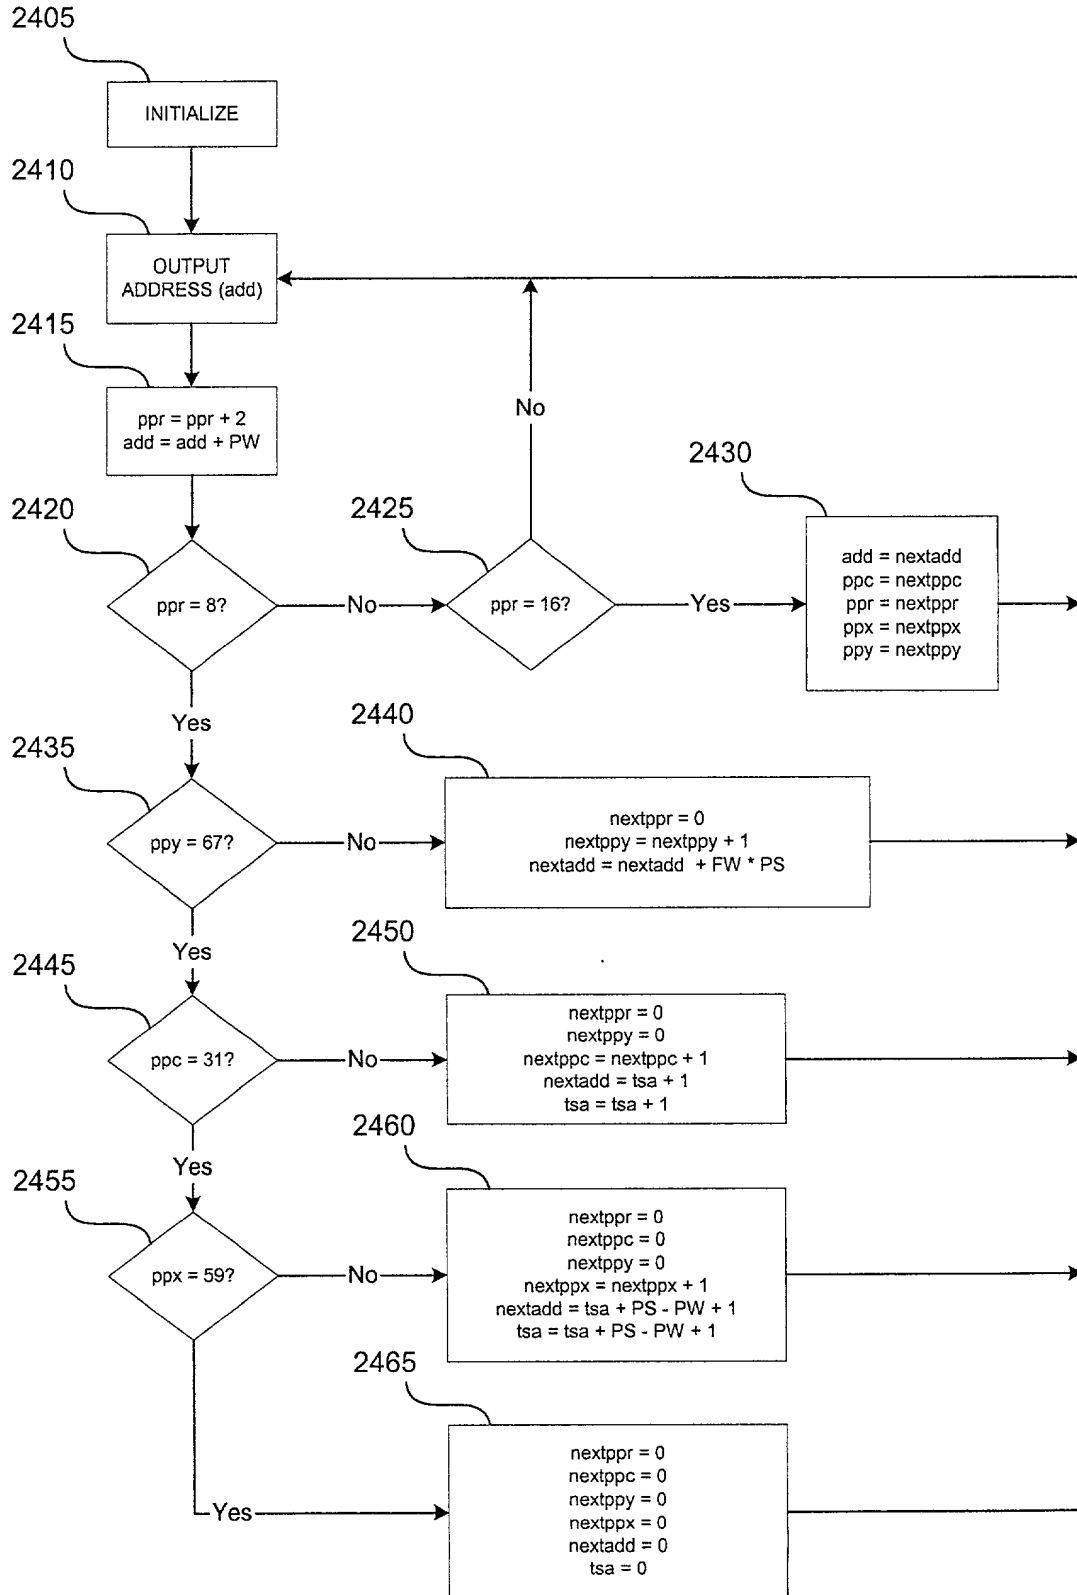 2405
INITIALIZE
2410
OUTPUT
ADDRESS (add)
2415
ppr = ppr + 2
add = add + PW
No
2430
2420
2425
ppr = 8?
No
ppr = 16?
Yes
add = nextadd
ppc = nextppc
ppr = nextppr
ppx = nextppx
ppy = nextppy
Yes
2435
2440
ppy = 67?
No
nextppr = 0
nextppy = nextppy + 1
nextadd = nextadd + FW * PS
Yes
2445
2450
ppc = 31?
No
nextppr = 0
nextppy = 0
nextppc = nextppc + 1
nextadd = tsa + 1
tsa = tsa + 1
Yes
2455
2460
ppx = 59?
No
nextppr = 0
nextppc = 0
nextppy = 0
nextppx = nextppx + 1
nextadd = tsa + PS - PW + 1
tsa = tsa + PS - PW + 1
2465
Yes
nextppr = 0
nextppc = 0
nextppy = 0
nextppx = 0
nextadd = 0
tsa = 0